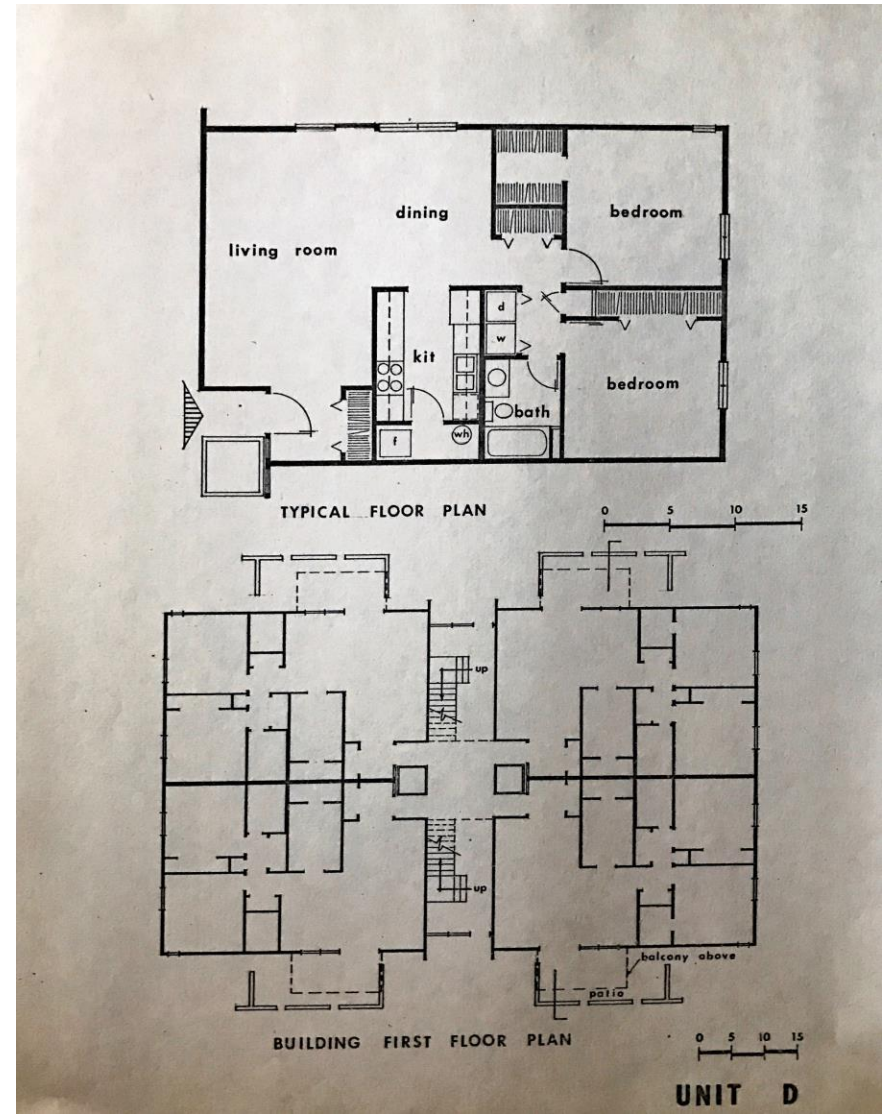 dining
bedroom
living room
d
w
kit
bedroom
bath
f
wh
TYPICAL FLOOR PLAN
0 5 10 15
up
up
balcony above
patio
BUILDING FIRST FLOOR PLAN
0 5 10 15
UNIT D